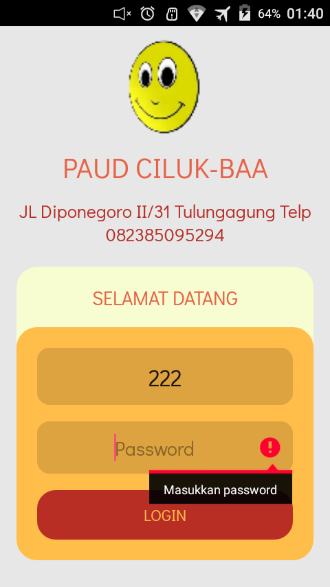 64% 01:40
PAUD CILUK-BAA
JL Diponegoro II/31 Tulungagung Telp
082385095294
SELAMAT DATANG
222
Password
Masukkan password
LOGIN